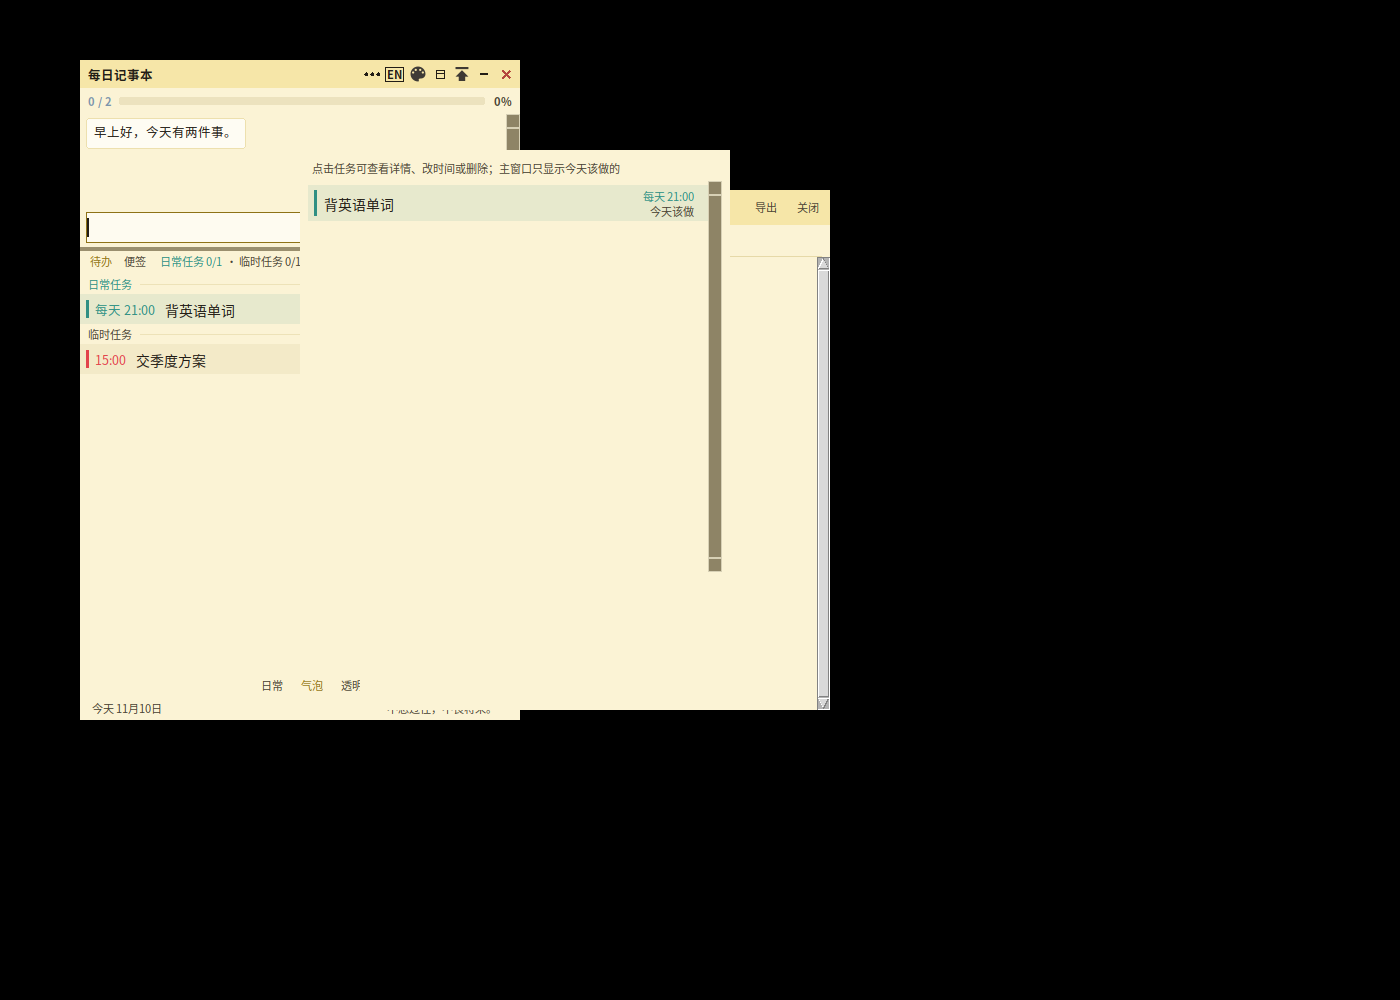 每日记事本
EN
0 / 2
0%
早上好，今天有两件事。
点击任务可查看详情、改时间或删除；主窗口只显示今天该做的
背英语单词
每天 21:00
今天该做
导出 关闭
待办 便签 日常任务 0/1 · 临时任务 0/1
日常任务
每天 21:00 背英语单词
临时任务
15:00 交季度方案
日常 气泡 透明
今天 11月10日